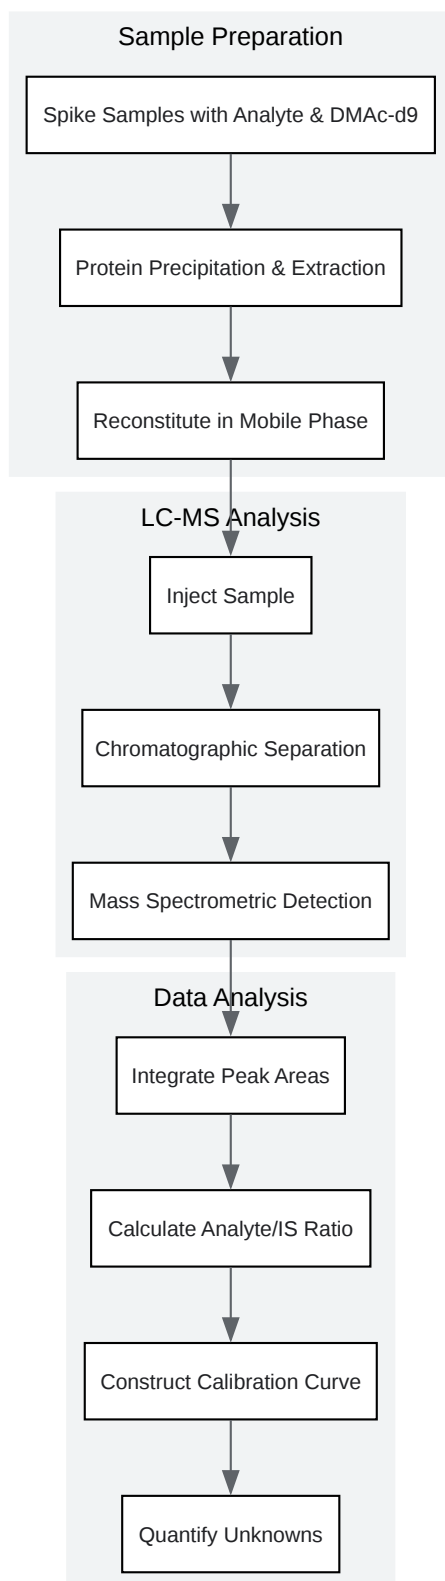 Sample Preparation
Spike Samples with Analyte & DMAc-d9
Protein Precipitation & Extraction
Reconstitute in Mobile Phase
LC-MS Analysis
Inject Sample
Chromatographic Separation
Mass Spectrometric Detection
Data Analysis
Integrate Peak Areas
Calculate Analyte/IS Ratio
Construct Calibration Curve
Quantify Unknowns